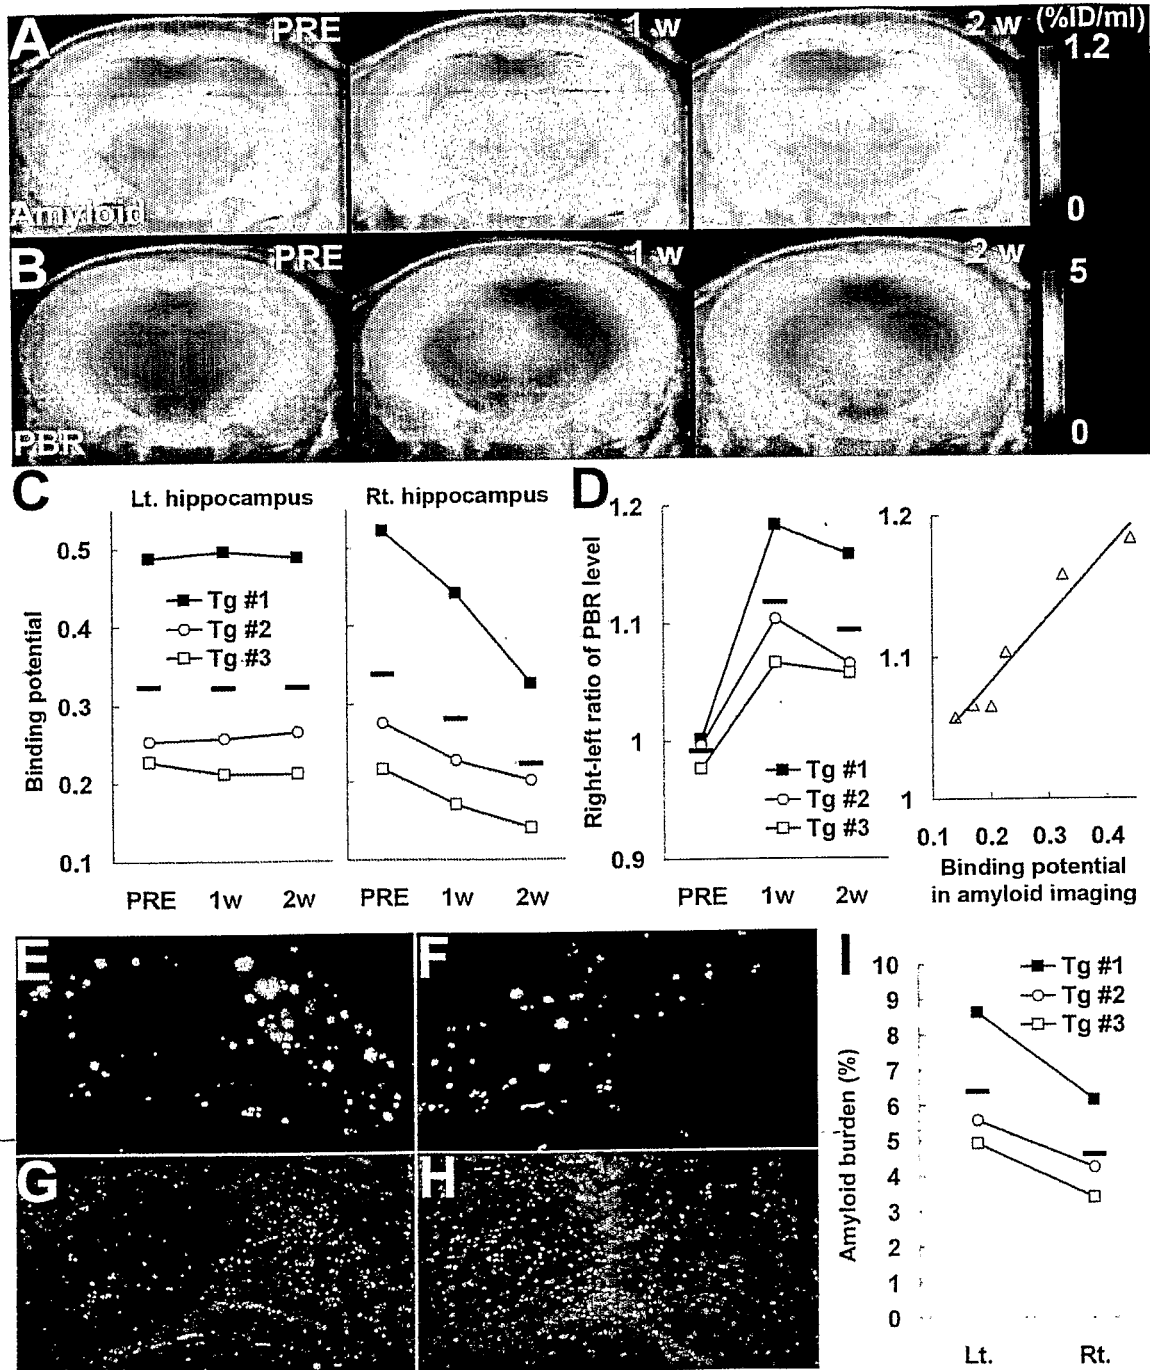 A PRE 1 w 2 w (%ID/ml)
1.2
Amyloid 0
B PRE 1 w 2 w 5
PBR 0
C Lt. hippocampus Rt. hippocampus
Binding potential
0.5
0.4
0.3
0.2
0.1
Tg #1
Tg #2
Tg #3
PRE 1w 2w PRE 1w 2w
D
Right-left ratio of PBR level
1.2
1.1
1
0.9
Tg #1
Tg #2
Tg #3
PRE 1w 2w
1.2
1.1
1
0.1 0.2 0.3 0.4
Binding potential
in amyloid imaging
E F
G H
I
Amyloid burden (%)
10
9
8
7
6
5
4
3
2
1
0
Tg #1
Tg #2
Tg #3
Lt. Rt.